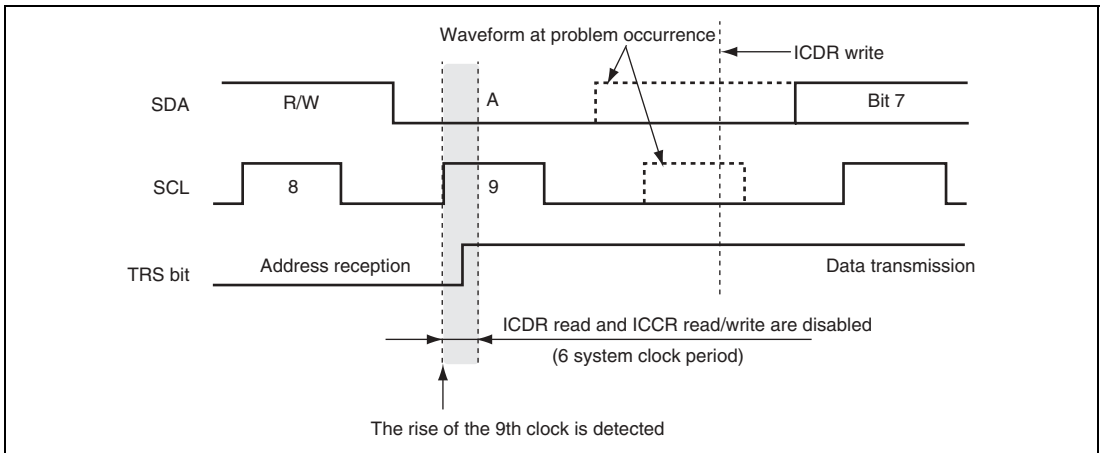 Waveform at problem occurrence
ICDR write
SDA
R/W
A
Bit 7
SCL
8
9
TRS bit
Address reception
Data transmission
ICDR read and ICCR read/write are disabled
(6 system clock period)
The rise of the 9th clock is detected